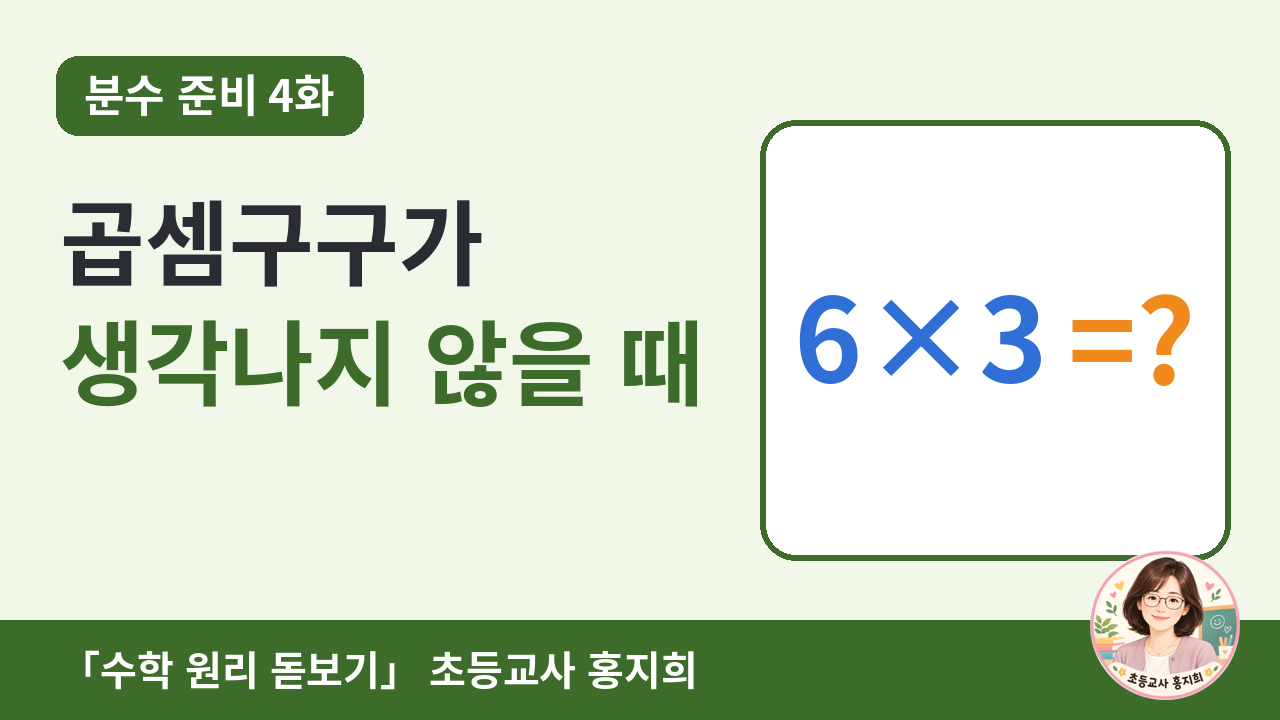 분수 준비 4화
곱셈구구가
생각나지 않을 때
6×3=?
「수학 원리 돋보기」 초등교사 홍지희
초등교사 홍지희